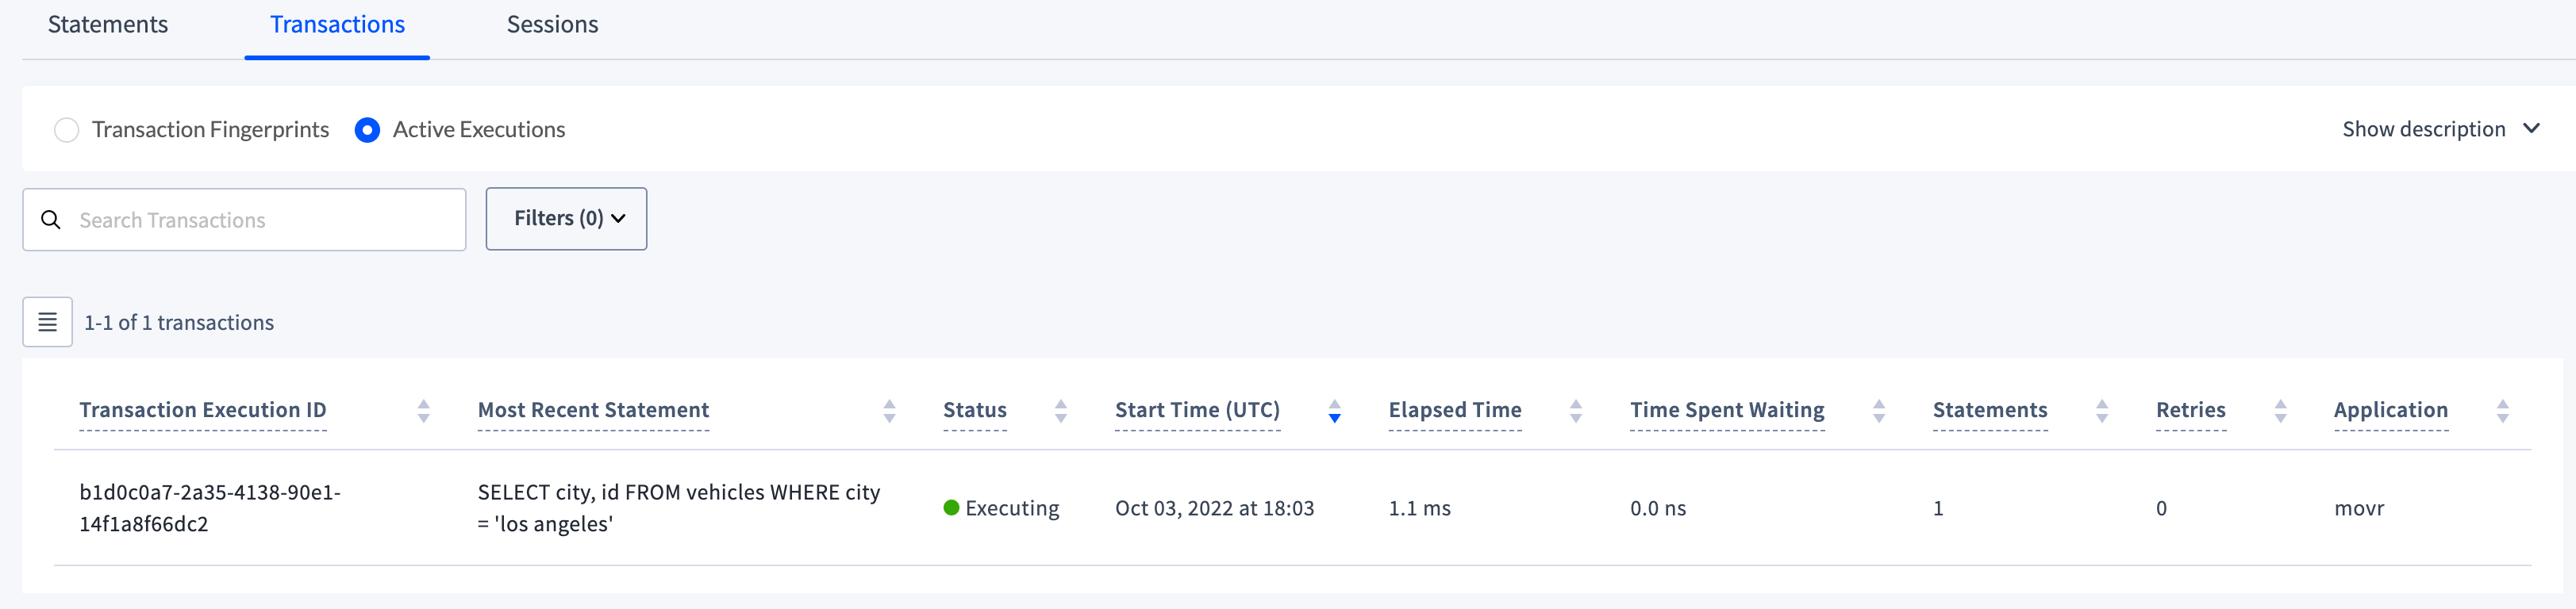 Statements Transactions Sessions
Transaction Fingerprints Active Executions Show description
Search Transactions Filters (0)
1-1 of 1 transactions
Transaction Execution ID Most Recent Statement Status Start Time (UTC) Elapsed Time Time Spent Waiting Statements Retries Application
b1d0c0a7-2a35-4138-90e1- SELECT city, id FROM vehicles WHERE city
Executing Oct 03, 2022 at 18:03 1.1 ms 0.0 ns 1 0 movr
14f1a8f66dc2 = 'los angeles'